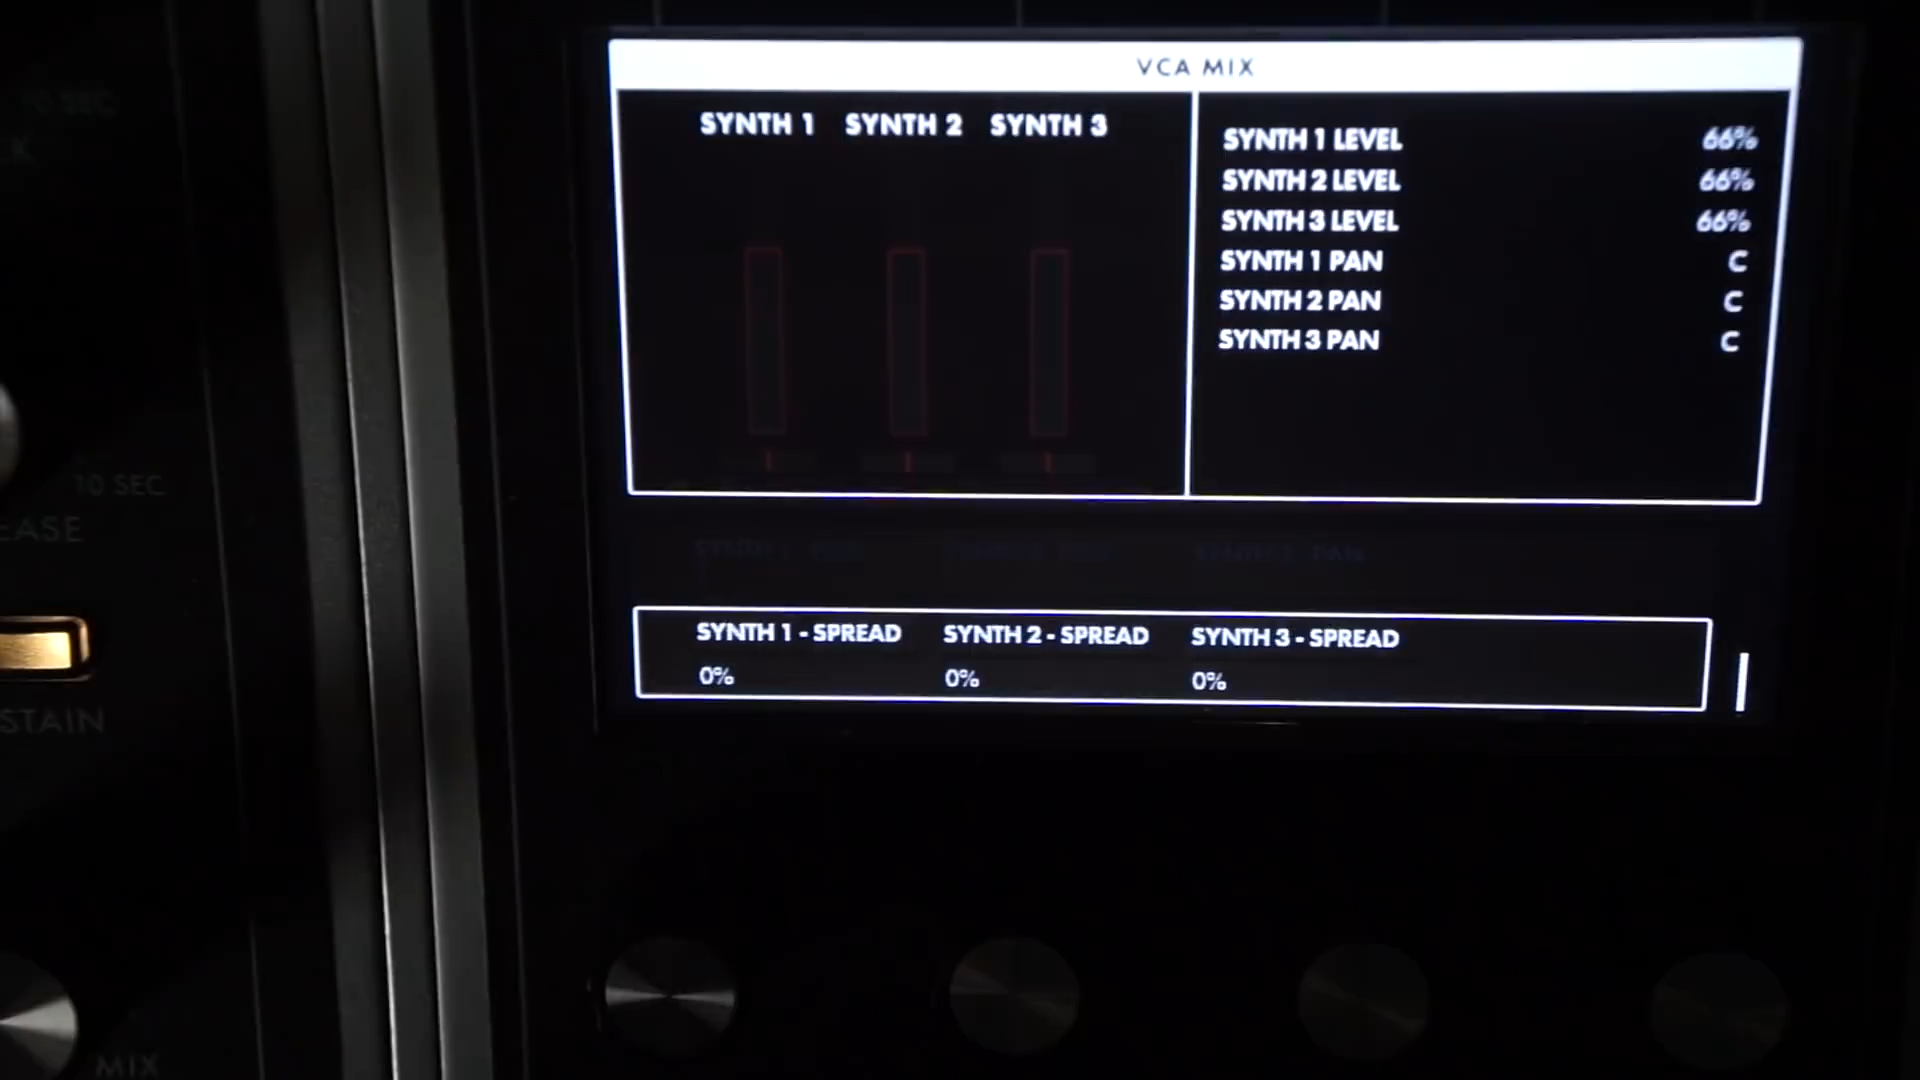 VCA MIX
SYNTH 1 SYNTH 2 SYNTH 3
SYNTH 1 LEVEL 66%
SYNTH 2 LEVEL 66%
SYNTH 3 LEVEL 66%
SYNTH 1 PAN C
SYNTH 2 PAN C
SYNTH 3 PAN C
SYNTH 1 - SPREAD SYNTH 2 - SPREAD SYNTH 3 - SPREAD
0% 0% 0%
10 SEC
EASE
STAIN
MIX